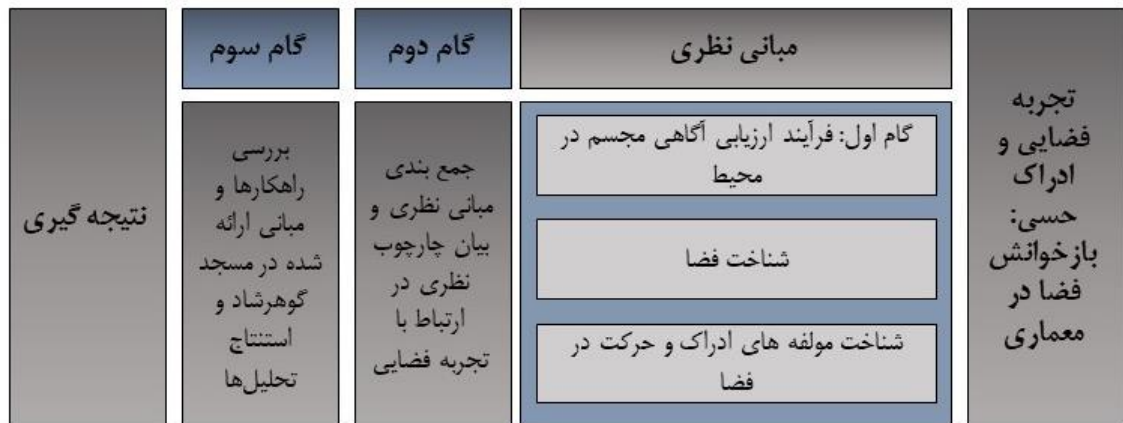 تجربه
فضایی و
ادراک
حسی:
بازخوانش
فضا در
معماری
مبانی نظری
گام اول: فرآیند ارزیابی آگاهی مجسم در
محیط
شناخت فضا
شناخت مولفه های ادراک و حرکت در
فضا
گام دوم
جمع بندی
مبانی نظری و
بیان چارچوب
نظری در
ارتباط با
تجربه فضایی
گام سوم
بررسی
راهکارها و
مبانی ارائه
شده در مسجد
گوهرشاد و
استنتاج
تحلیل‌ها
نتیجه گیری